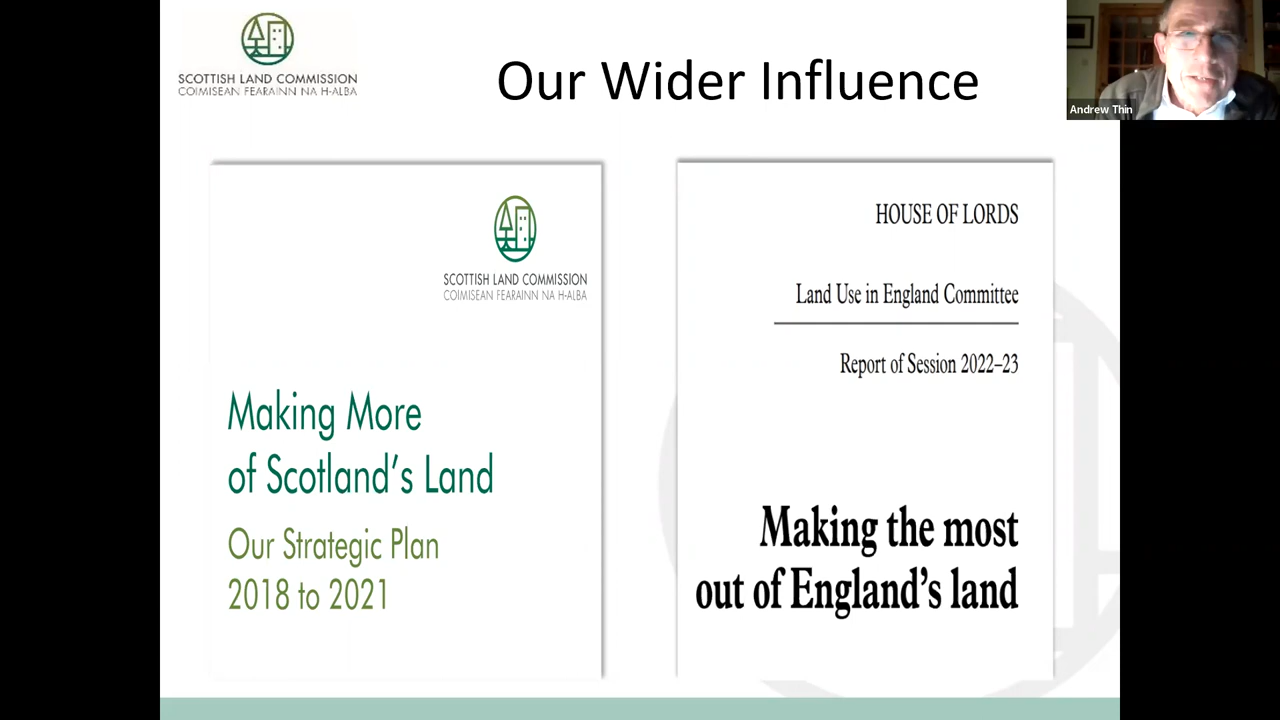 SCOTTISH LAND COMMISSION
COIMISEAN FEARAINN NA H-ALBA
Our Wider Influence
Andrew Thin
SCOTTISH LAND COMMISSION
COIMISEAN FEARAINN NA H-ALBA
Making More
of Scotland's Land
Our Strategic Plan
2018 to 2021
HOUSE OF LORDS
Land Use in England Committee
Report of Session 2022–23
Making the most
out of England's land